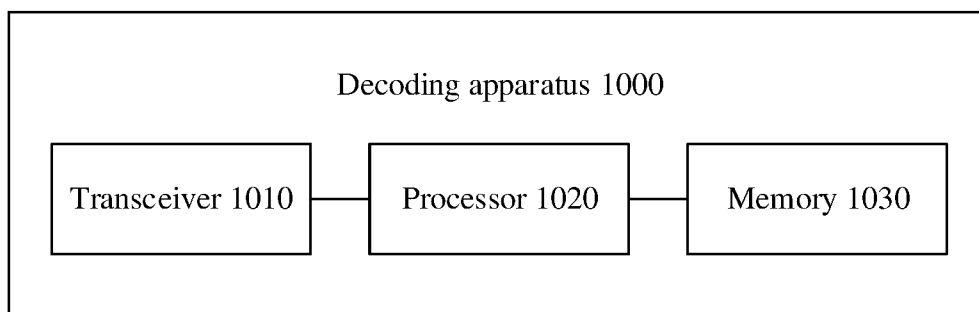 Decoding apparatus 1000
Transceiver 1010
Processor 1020
Memory 1030